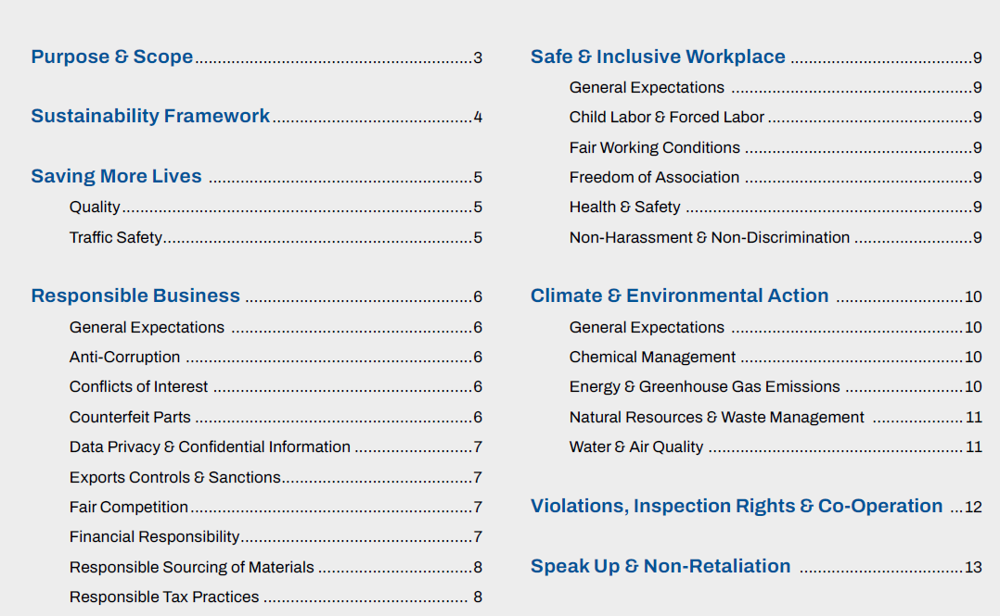 Purpose & Scope........................................................3
Sustainability Framework........................................4
Saving More Lives .....................................................5
Quality.......................................................................5
Traffic Safety..............................................................5
Responsible Business ..............................................6
General Expectations .................................................6
Anti-Corruption ..........................................................6
Conflicts of Interest ....................................................6
Counterfeit Parts ........................................................6
Data Privacy & Confidential Information ........................7
Exports Controls & Sanctions.......................................7
Fair Competition.........................................................7
Financial Responsibility...............................................7
Responsible Sourcing of Materials ...............................8
Responsible Tax Practices .......................................... 8
Safe & Inclusive Workplace .....................................9
General Expectations .................................................9
Child Labor & Forced Labor .........................................9
Fair Working Conditions ..............................................9
Freedom of Association ..............................................9
Health & Safety ..........................................................9
Non-Harassment & Non-Discrimination ........................9
Climate & Environmental Action ..........................10
General Expectations ...............................................10
Chemical Management .............................................10
Energy & Greenhouse Gas Emissions ........................10
Natural Resources & Waste Management ..................11
Water & Air Quality ....................................................11
Violations, Inspection Rights & Co-Operation ...12
Speak Up & Non-Retaliation .................................13